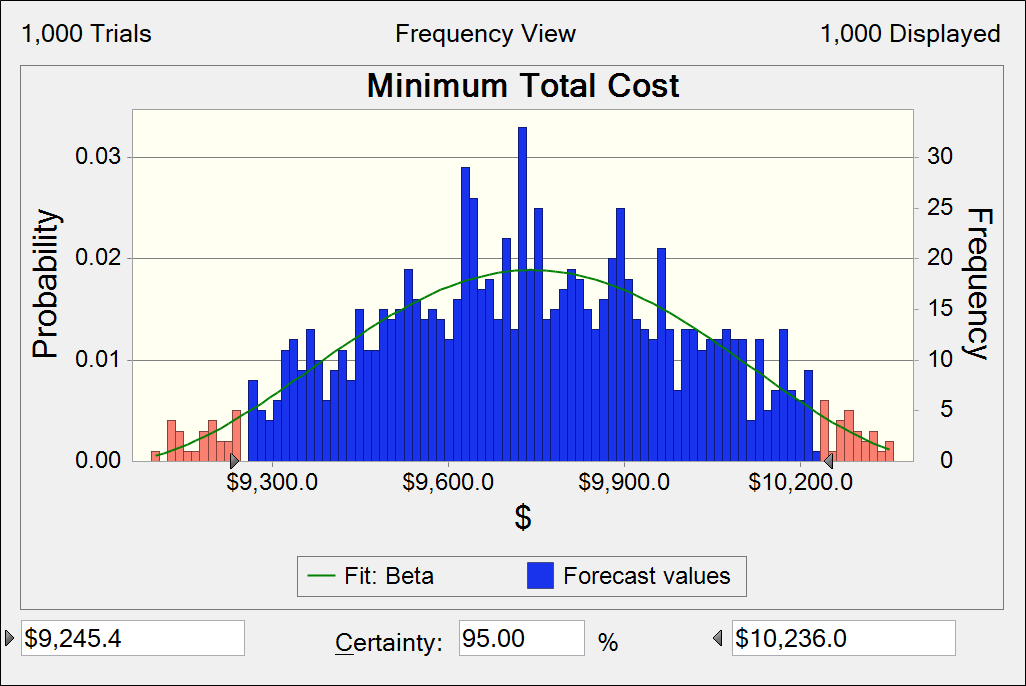 1,000 Trials Frequency View 1,000 Displayed
Minimum Total Cost
Probability
0.03
0.02
0.01
0.00
30
25
20
15
10
5
0
Frequency
$9,300.0 $9,600.0 $9,900.0 $10,200.0
$
Fit: Beta Forecast values
$9,245.4 Certainty: 95.00 % $10,236.0